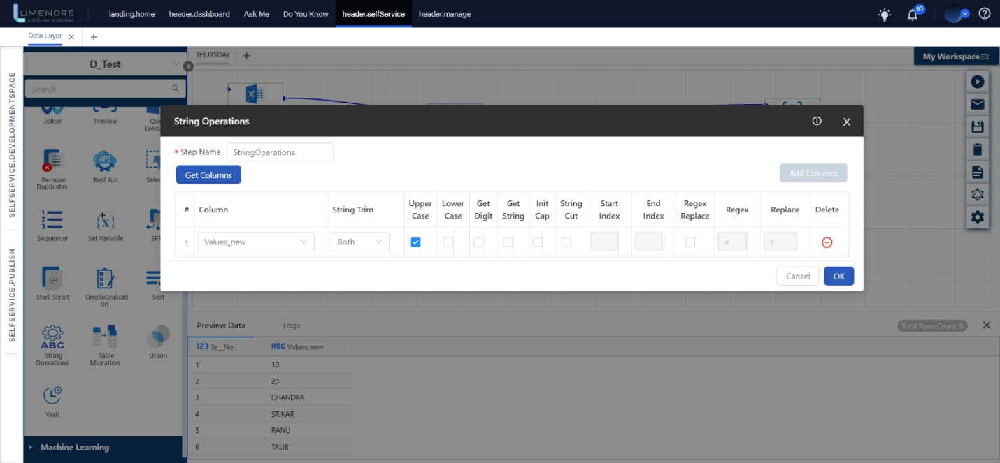 LUMENORE
A NETLINK PLATFORM
landing.home
header.dashboard
Ask Me
Do You Know
header.selfService
header.manage
63
Data Layer
SELFSERVICE.DEVELOPMENTSPACE
SELFSERVICE.PUBLISH
D_Test
Search
THURSDAY
My Workspace
Joiner
Preview
Remove
Duplicates
Rest Api
Sequencer
Set Variable
SH
Shell Script
SimpleEvaluati
on
Sort
ABC
String
Operations
Table
Migration
Union
Wait
Machine Learning
String Operations
* Step Name
StringOperations
Get Columns
Add Columns
# Column String Trim Upper Case Lower Case Get Digit Get String Init Cap String Cut Start Index End Index Regex Replace Regex Replace Delete
1 Values_new Both a z
Cancel
OK
Preview Data
Logs
Total Rows Count: 6
123 Sr__No_ ABC Values_new
1 10
2 20
3 CHANDRA
4 SRIKAR
5 RANU
6 TALIB